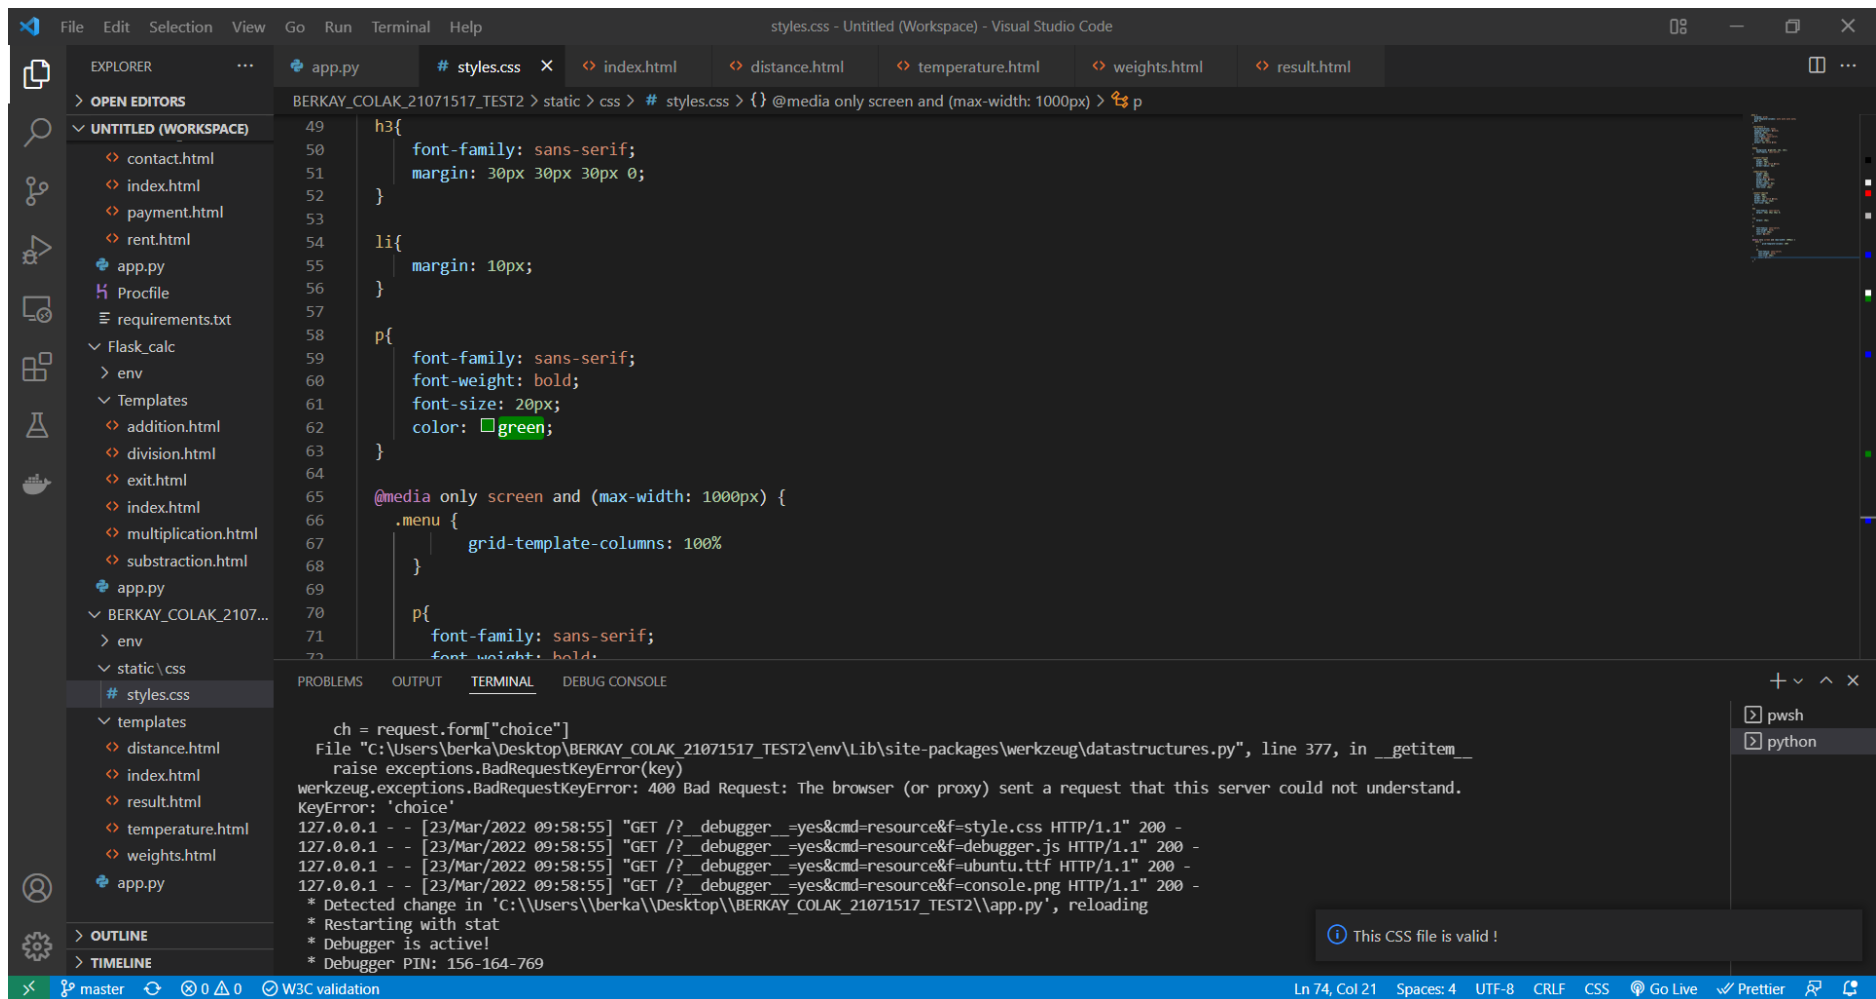 File Edit Selection View Go Run Terminal Help
styles.css - Untitled (Workspace) - Visual Studio Code
EXPLORER
OPEN EDITORS
UNTITLED (WORKSPACE)
contact.html
index.html
payment.html
rent.html
app.py
Procfile
requirements.txt
Flask_calc
env
Templates
addition.html
division.html
exit.html
index.html
multiplication.html
substraction.html
app.py
BERKAY_COLAK_2107...
env
static\css
styles.css
templates
distance.html
index.html
result.html
temperature.html
weights.html
app.py
OUTLINE
TIMELINE
app.py # styles.css index.html distance.html temperature.html weights.html result.html
BERKAY_COLAK_21071517_TEST2 > static > css > # styles.css > {} @media only screen and (max-width: 1000px) > p
49 h3{
50 font-family: sans-serif;
51 margin: 30px 30px 30px 0;
52 }
53
54 li{
55 margin: 10px;
56 }
57
58 p{
59 font-family: sans-serif;
60 font-weight: bold;
61 font-size: 20px;
62 color: green;
63 }
64
65 @media only screen and (max-width: 1000px) {
66 .menu {
67 grid-template-columns: 100%
68 }
69
70 p{
71 font-family: sans-serif;
72 font-weight: bold;
PROBLEMS OUTPUT TERMINAL DEBUG CONSOLE
ch = request.form["choice"]
File "C:\Users\berka\Desktop\BERKAY_COLAK_21071517_TEST2\env\Lib\site-packages\werkzeug\datastructures.py", line 377, in __getitem__
raise exceptions.BadRequestKeyError(key)
werkzeug.exceptions.BadRequestKeyError: 400 Bad Request: The browser (or proxy) sent a request that this server could not understand.
KeyError: 'choice'
127.0.0.1 - - [23/Mar/2022 09:58:55] "GET /?__debugger__=yes&cmd=resource&f=style.css HTTP/1.1" 200 -
127.0.0.1 - - [23/Mar/2022 09:58:55] "GET /?__debugger__=yes&cmd=resource&f=debugger.js HTTP/1.1" 200 -
127.0.0.1 - - [23/Mar/2022 09:58:55] "GET /?__debugger__=yes&cmd=resource&f=ubuntu.ttf HTTP/1.1" 200 -
127.0.0.1 - - [23/Mar/2022 09:58:55] "GET /?__debugger__=yes&cmd=resource&f=console.png HTTP/1.1" 200 -
* Detected change in 'C:\\Users\\berka\\Desktop\\BERKAY_COLAK_21071517_TEST2\\app.py', reloading
* Restarting with stat
* Debugger is active!
* Debugger PIN: 156-164-769
pwsh
python
This CSS file is valid !
master 0 0 W3C validation Ln 74, Col 21 Spaces: 4 UTF-8 CRLF CSS Go Live Prettier